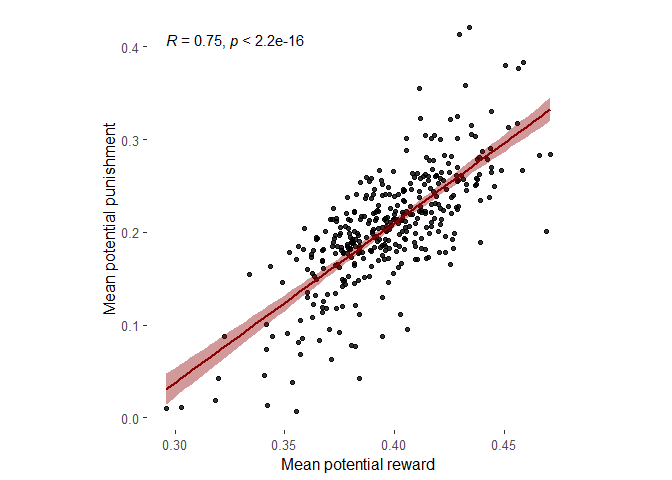 R = 0.75, p < 2.2e-16
0.4
0.3
0.2
0.1
0.0
Mean potential punishment
0.30 0.35 0.40 0.45
Mean potential reward